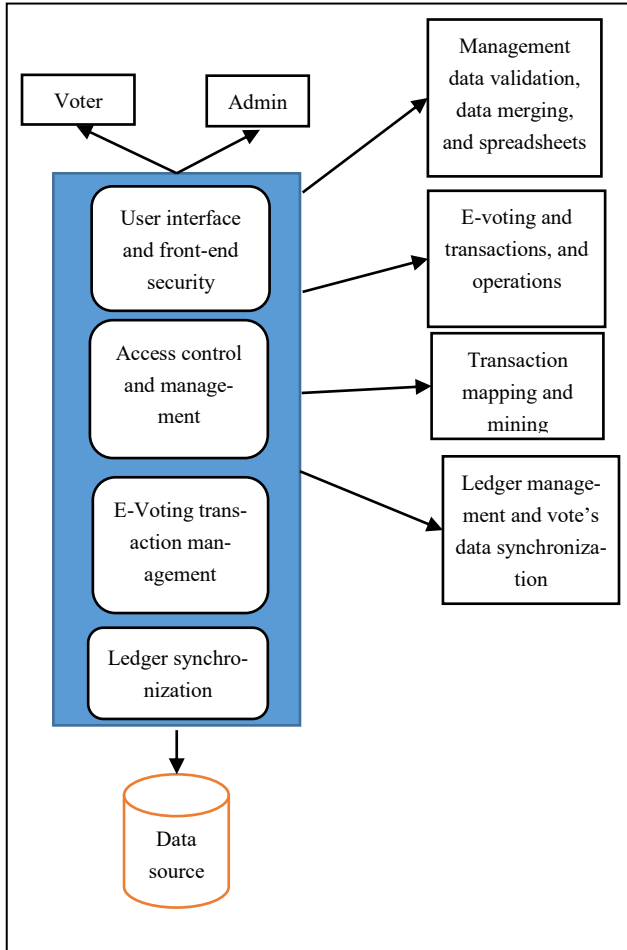 Voter
Admin
Management
data validation,
data merging,
and spreadsheets
User interface
and front-end
security
E-voting and
transactions, and
operations
Access control
and manage-
ment
Transaction
mapping and
mining
E-Voting trans-
action man-
agement
Ledger manage-
ment and vote’s
data synchroniza-
tion
Ledger synchro-
nization
Data
source